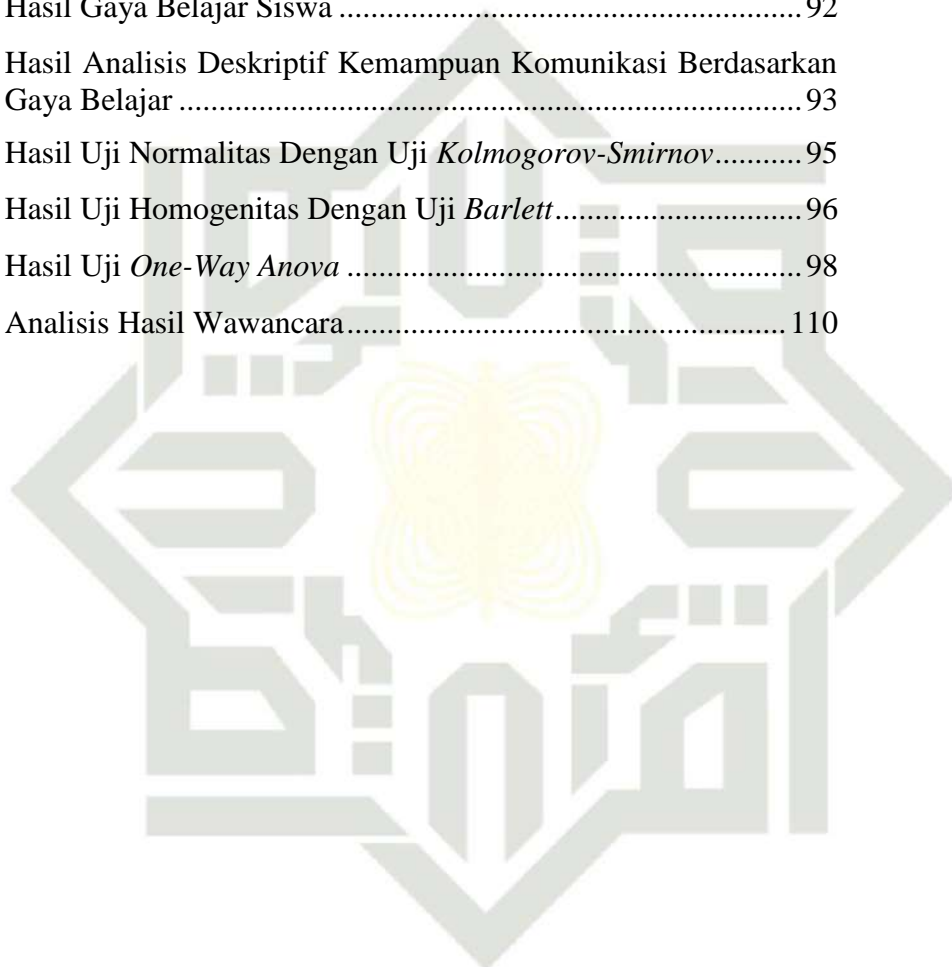 Hasil Gaya Belajar Siswa ........................................................ 92
Hasil Analisis Deskriptif Kemampuan Komunikasi Berdasarkan
Gaya Belajar ............................................................................ 93
Hasil Uji Normalitas Dengan Uji Kolmogorov-Smirnov ........... 95
Hasil Uji Homogenitas Dengan Uji Barlett .............................. 96
Hasil Uji One-Way Anova ....................................................... 98
Analisis Hasil Wawancara ..................................................... 110